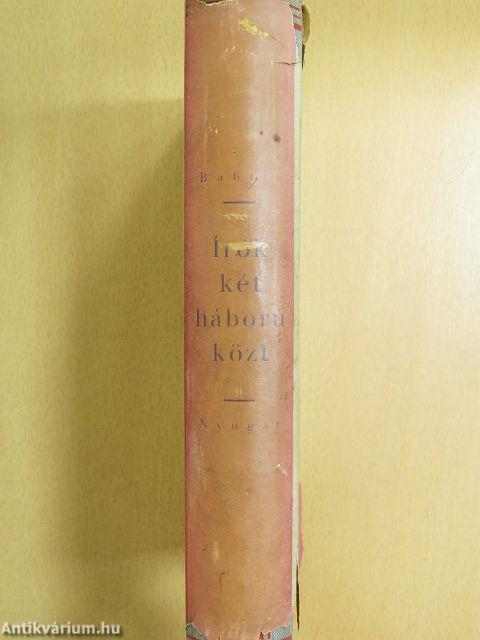 Babits
Írók
két
háború
közt
Nyugat
Antikvárium.hu